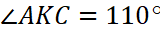 ∠AKC = 110°